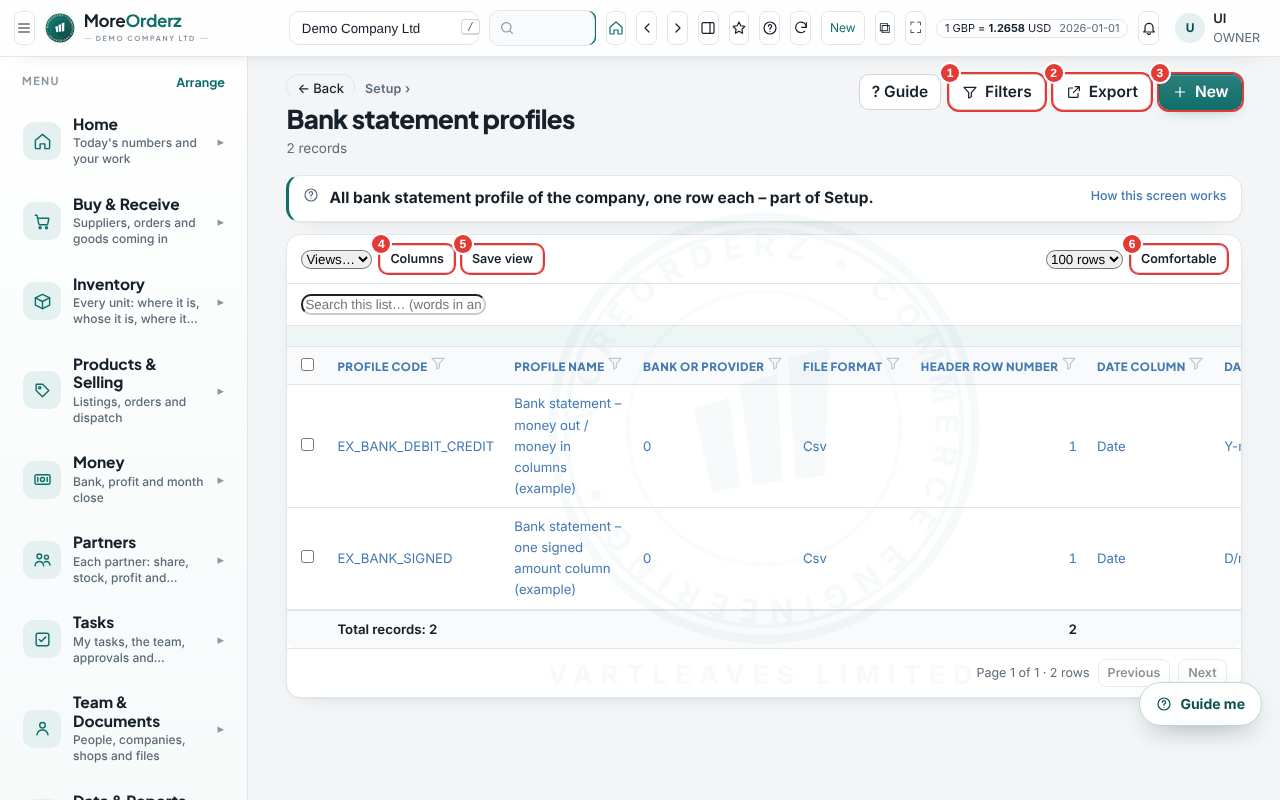 MoreOrderz
— DEMO COMPANY LTD —
Demo Company Ltd
/
New
1 GBP = 1.2658 USD 2026-01-01
U
UI
OWNER
MENU
Arrange
Home
Today's numbers and
your work
Buy & Receive
Suppliers, orders and
goods coming in
Inventory
Every unit: where it is,
whose it is, where it...
Products &
Selling
Listings, orders and
dispatch
Money
Bank, profit and month
close
Partners
Each partner: share,
stock, profit and...
Tasks
My tasks, the team,
approvals and...
Team &
Documents
People, companies,
shops and files
← Back
Setup ›
Bank statement profiles
2 records
? Guide
1
Filters
2
Export
3
+ New
All bank statement profile of the company, one row each – part of Setup.
How this screen works
Views...
4
Columns
5
Save view
100 rows
6
Comfortable
Search this list... (words in an
PROFILE CODE
PROFILE NAME
BANK OR PROVIDER
FILE FORMAT
HEADER ROW NUMBER
DATE COLUMN
DA
EX_BANK_DEBIT_CREDIT
Bank statement –
money out /
money in
columns
(example)
0
Csv
1
Date
EX_BANK_SIGNED
Bank statement –
one signed
amount column
(example)
0
Csv
1
Date
Total records: 2
2
Page 1 of 1 · 2 rows
Previous
Next
MOREORDERZ • COMMERCE ENGINEERING •
VARTLEAVES LIMITED
Guide me